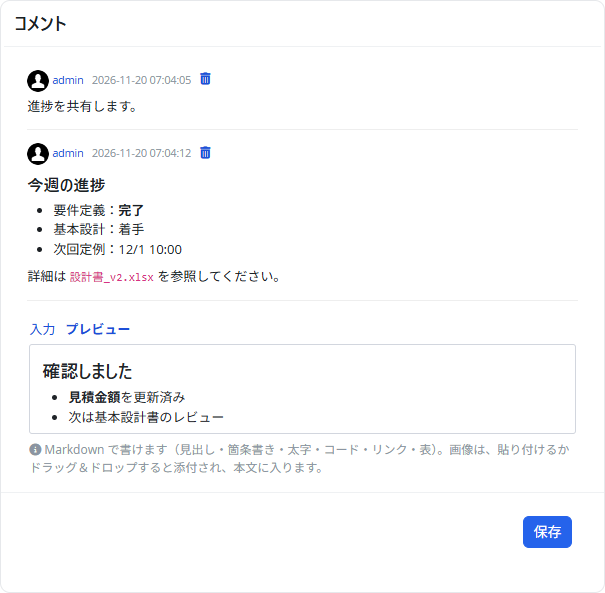 コメント
admin 2026-11-20 07:04:05
進捗を共有します。
admin 2026-11-20 07:04:12
今週の進捗
• 要件定義：完了
• 基本設計：着手
• 次回定例：12/1 10:00
詳細は 設計書_v2.xlsx を参照してください。
入力 プレビュー
確認しました
• 見積金額を更新済み
• 次は基本設計書のレビュー
Markdown で書けます（見出し・箇条書き・太字・コード・リンク・表）。画像は、貼り付けるか
ドラッグ＆ドロップすると添付され、本文に入ります。
保存